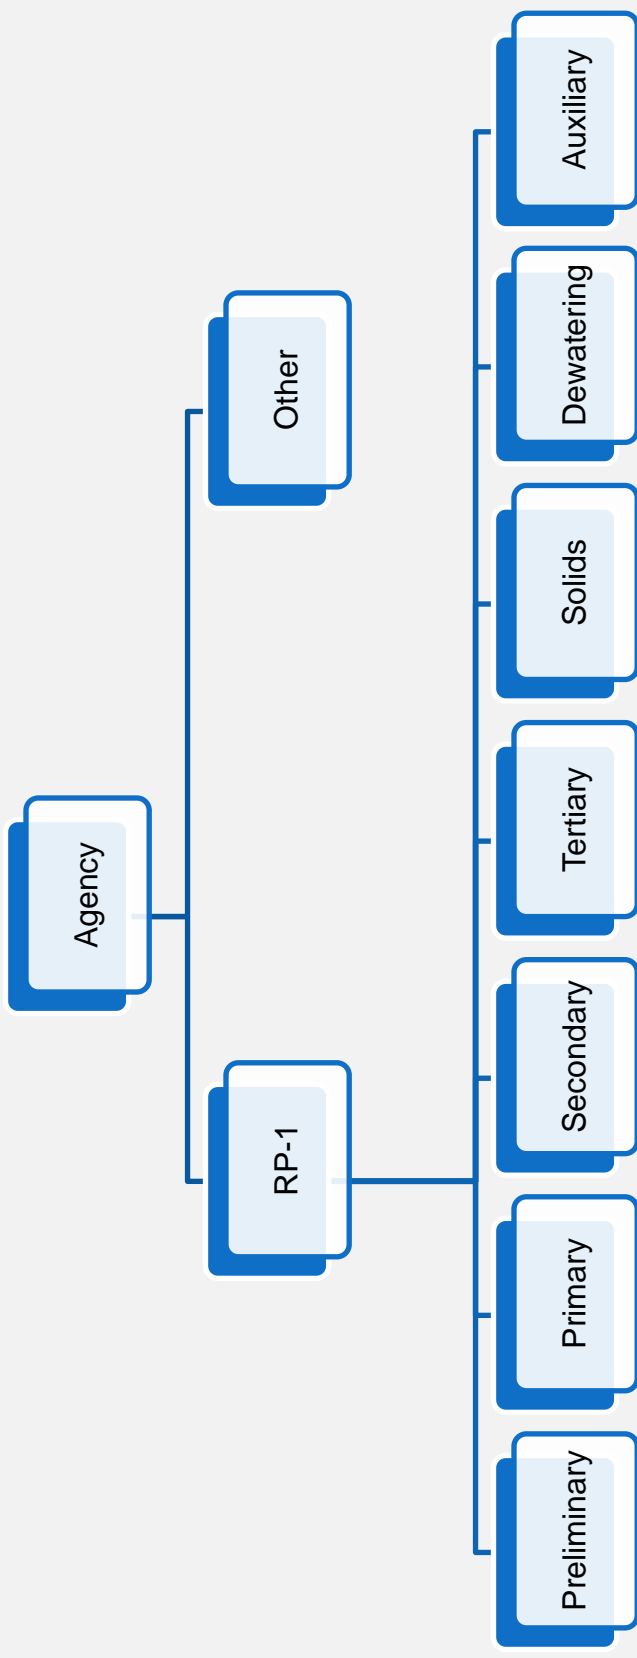 Agency
RP-1
Other
Preliminary
Primary
Secondary
Tertiary
Solids
Dewatering
Auxiliary